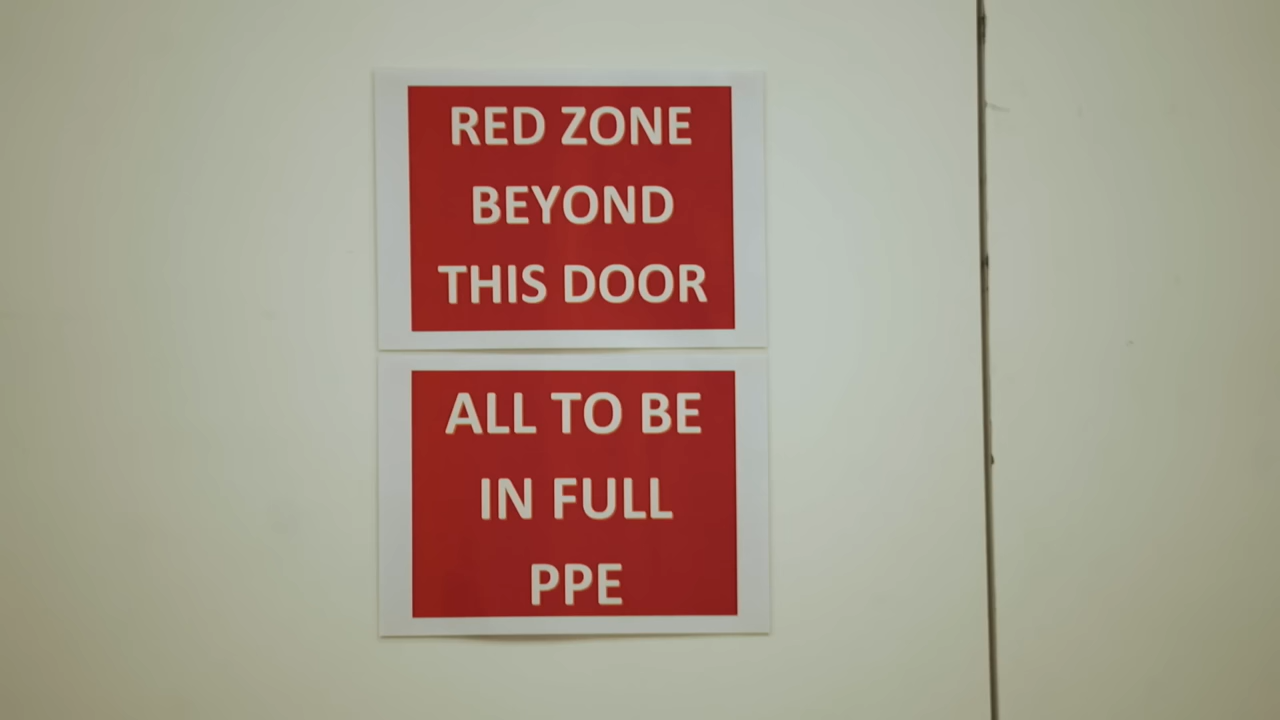 RED ZONE
BEYOND
THIS DOOR
ALL TO BE
IN FULL
PPE